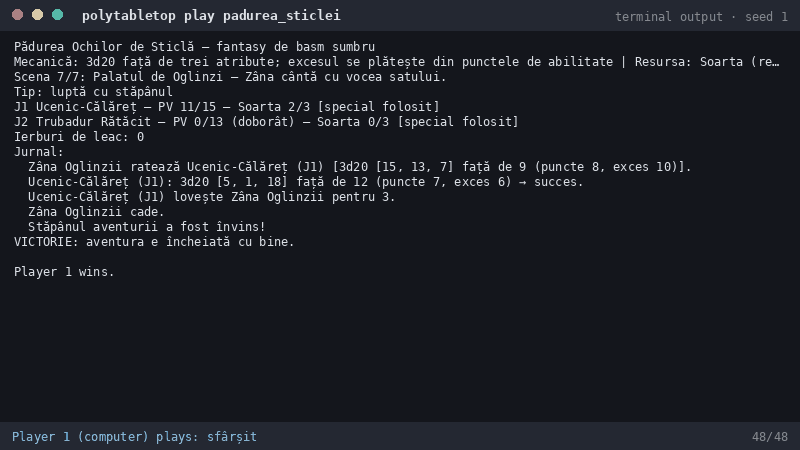 polytabletop play padurea_sticlei
terminal output · seed 1
Pădurea Ochilor de Sticlă — fantasy de basm sumbru
Mecanică: 3d20 față de trei atribute; excesul se plătește din punctele de abilitate | Resursa: Soarta (re…
Scena 7/7: Palatul de Oglinzi — Zâna cântă cu vocea satului.
Tip: luptă cu stăpânul
J1 Ucenic-Călăreț — PV 11/15 — Soarta 2/3 [special folosit]
J2 Trubadur Rătăcit — PV 0/13 (doborât) — Soarta 0/3 [special folosit]
Ierburi de leac: 0
Jurnal:
Zâna Oglinzii ratează Ucenic-Călăreț (J1) [3d20 [15, 13, 7] față de 9 (puncte 8, exces 10)].
Ucenic-Călăreț (J1): 3d20 [5, 1, 18] față de 12 (puncte 7, exces 6) → succes.
Ucenic-Călăreț (J1) lovește Zâna Oglinzii pentru 3.
Zâna Oglinzii cade.
Stăpânul aventurii a fost învins!
VICTORIE: aventura e încheiată cu bine.
Player 1 wins.
Player 1 (computer) plays: sfârșit
48/48